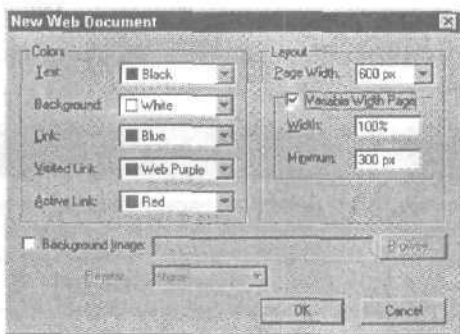 New Web Document
Colors
Text: Black
Background: White
Link: Blue
Visited Link: Web Purple
Active Link: Red
Layout
Page Width: 600 px
Variable Width Page
Width: 100%
Minimum: 300 px
Background Image: Browse...
Repeat:
OK Cancel